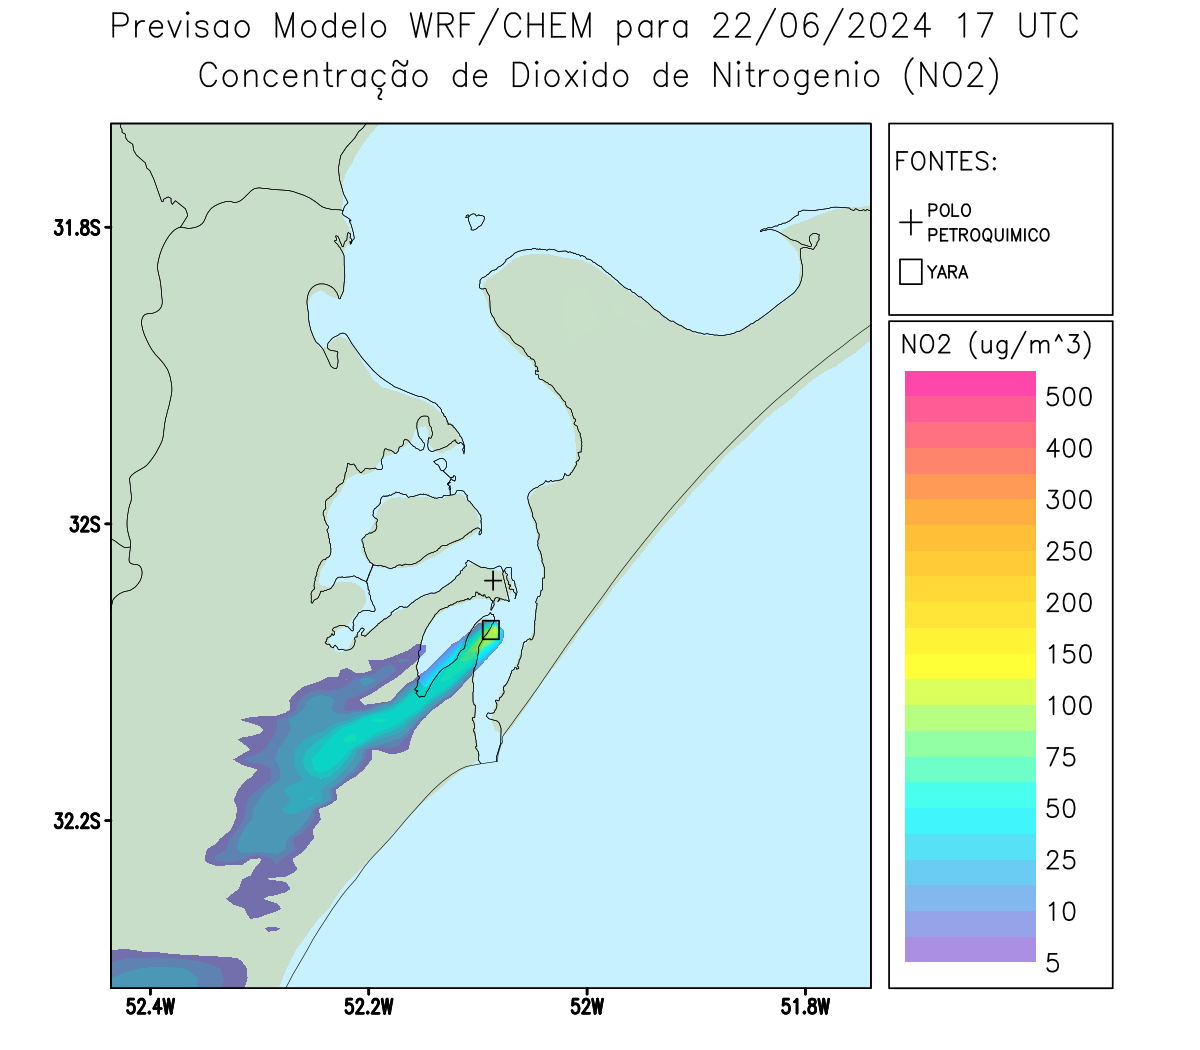 Previsao Modelo WRF/CHEM para 22/06/2024 17 UTC
Concentração de Dioxido de Nitrogenio (NO2)
FONTES:
POLO
PETROQUIMICO
YARA
NO2 (ug/m^3)
500
400
300
250
200
150
100
75
50
25
10
5
31.8S
32S
32.2S
52.4W
52.2W
52W
51.8W